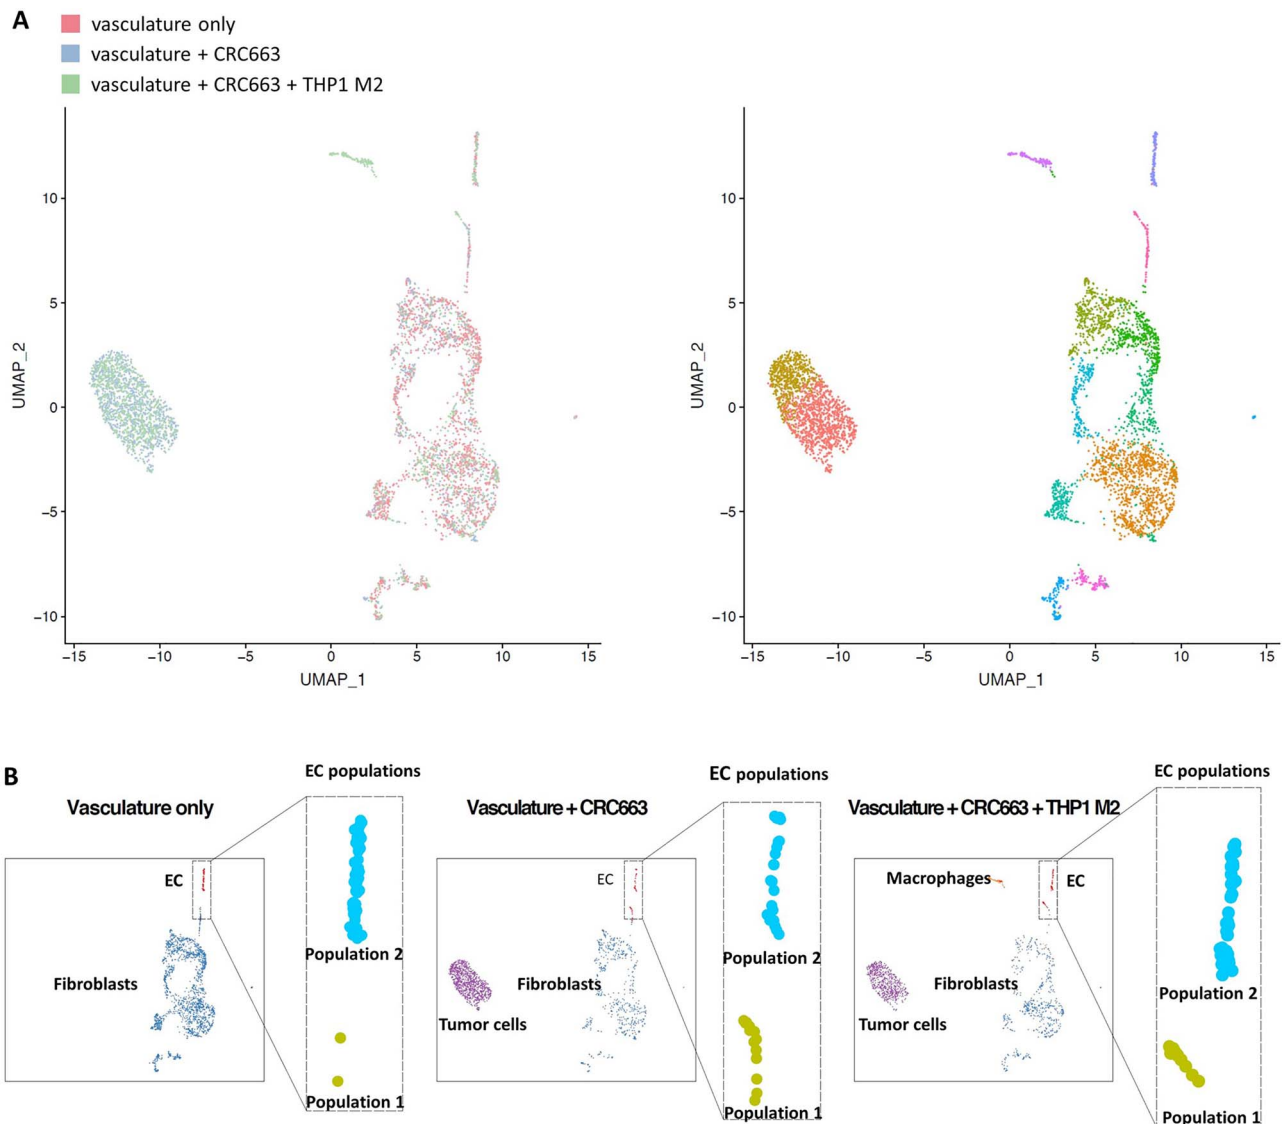 A
vasculature only
vasculature + CRC663
vasculature + CRC663 + THP1 M2
10
5
0
−5
−10
UMAP_2
−15
−10
−5
0
5
10
15
UMAP_1
10
5
0
−5
−10
UMAP_2
−15
−10
−5
0
5
10
15
UMAP_1
B
Vasculature only
EC populations
EC
Fibroblasts
Population 2
Population 1
Vasculature + CRC663
EC populations
EC
Fibroblasts
Tumor cells
Population 2
Population 1
Vasculature + CRC663 + THP1 M2
EC populations
Macrophages
EC
Fibroblasts
Tumor cells
Population 2
Population 1